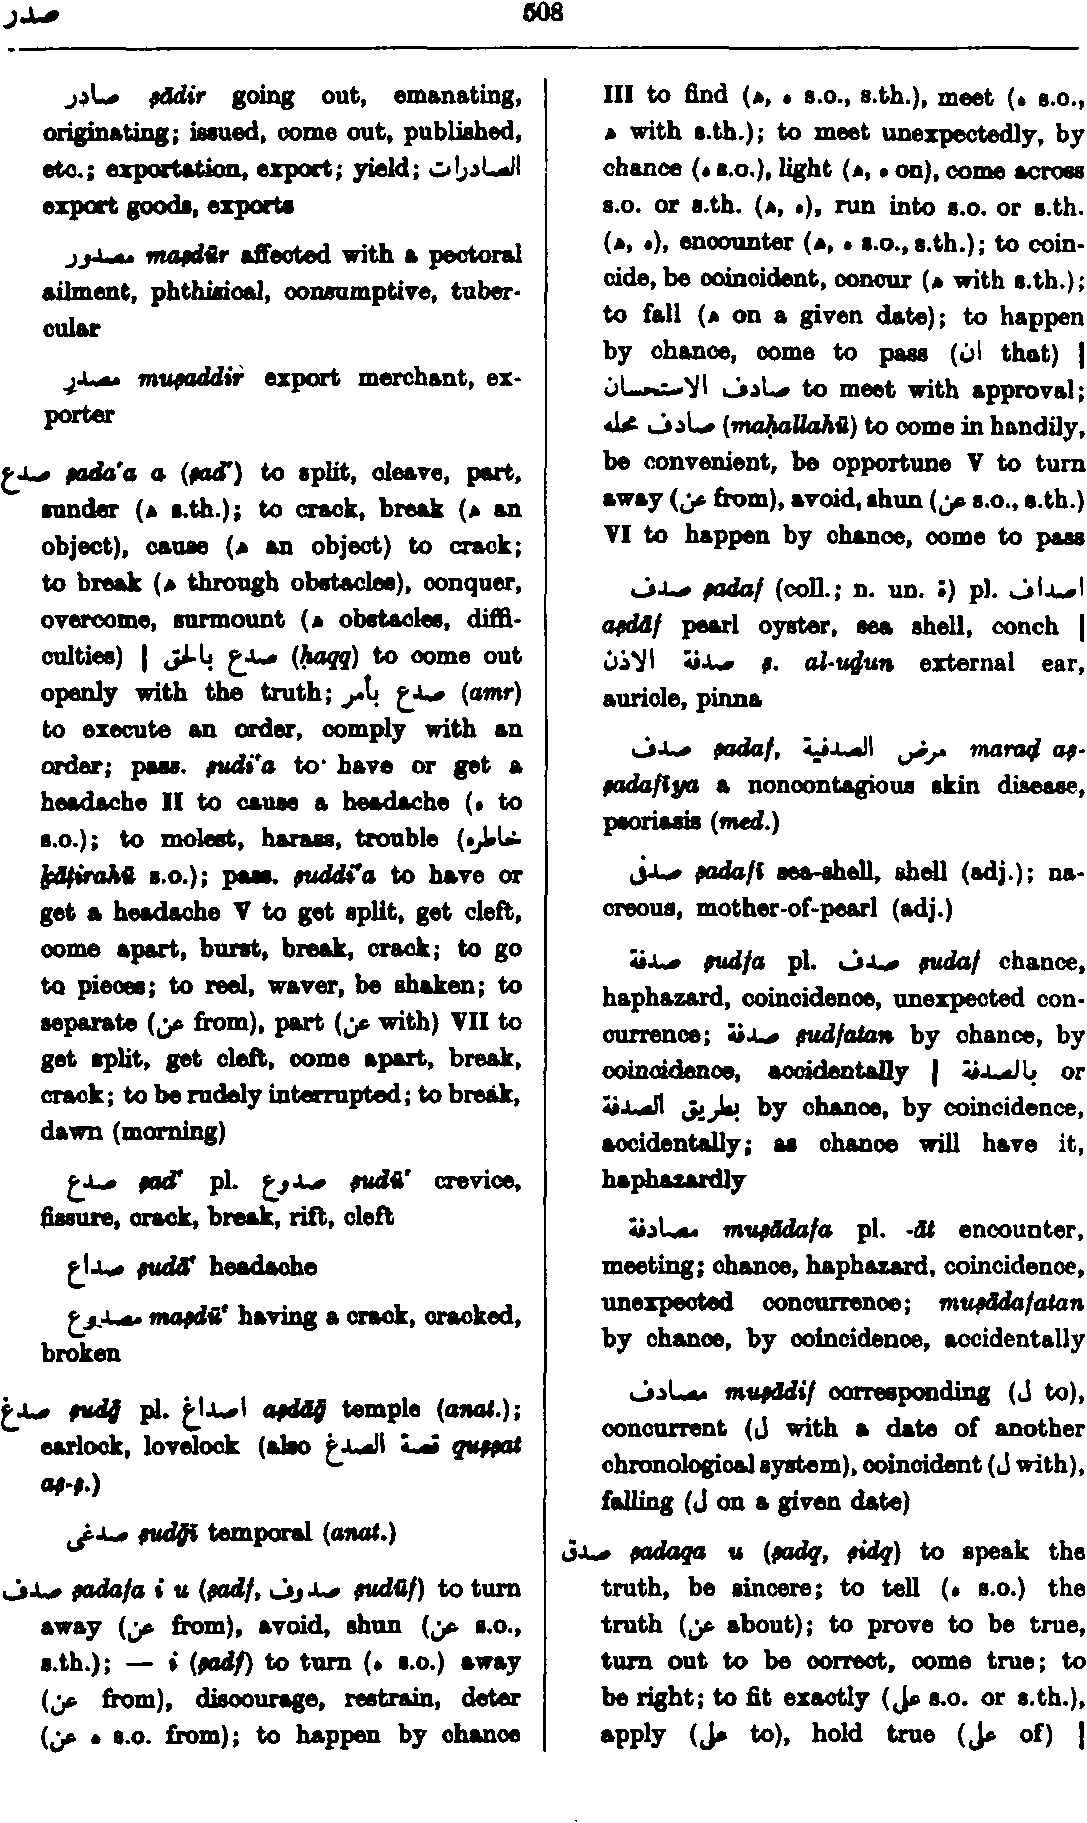 صدر
508
صادر ṣādir going out, emanating,
originating; issued, come out, published,
etc.; exportation, export; yield; الصادرات
export goods, exports
مصدور maṣdūr affected with a pectoral
ailment, phthisical, consumptive, tuber-
cular
مصدر muṣaddir export merchant, ex-
porter
صدع ṣada‘a a (ṣad‘) to split, cleave, part,
sunder (ه s.th.); to crack, break (ه an
object), cause (ه an object) to crack;
to break (ه through obstacles), conquer,
overcome, surmount (ه obstacles, diffi-
culties) | صدع بالحق (ḥaqq) to come out
openly with the truth; صدع بأمر (amr)
to execute an order, comply with an
order; pass. ṣudi‘a to have or get a
headache II to cause a headache (ه to
s.o.); to molest, harass, trouble (خاطره
ḵāṭirahū s.o.); pass. ṣuddi‘a to have or
get a headache V to get split, get cleft,
come apart, burst, break, crack; to go
to pieces; to reel, waver, be shaken; to
separate (عن from), part (عن with) VII to
get split, get cleft, come apart, break,
crack; to be rudely interrupted; to break,
dawn (morning)
صدع ṣad‘ pl. صدوع ṣudū‘ crevice,
fissure, crack, break, rift, cleft
صداع ṣudā‘ headache
مصدوع maṣdū‘ having a crack, cracked,
broken
صدغ ṣudḡ pl. اصداغ aṣdāḡ temple (anat.);
earlock, lovelock (also قصة الصدغ quṣṣat
aṣ-ṣ.)
صدغى ṣudḡī temporal (anat.)
صدف ṣadafa i u (ṣadf, صدوف ṣudūf) to turn
away (عن from), avoid, shun (عن s.o.,
s.th.); — i (ṣadf) to turn (ه s.o.) away
(عن from), discourage, restrain, deter
(عن ه s.o. from); to happen by chance
III to find (ه, ه s.o., s.th.), meet (ه s.o.,
ه with s.th.); to meet unexpectedly, by
chance (ه s.o.), light (ه, ه on), come across
s.o. or s.th. (ه, ه), run into s.o. or s.th.
(ه, ه), encounter (ه, ه s.o., s.th.); to coin-
cide, be coincident, concur (ه with s.th.);
to fall (ه on a given date); to happen
by chance, come to pass (ان that) |
صادف الاستحسان to meet with approval;
صادف محله (maḥallahū) to come in handily,
be convenient, be opportune V to turn
away (عن from), avoid, shun (عن s.o., s.th.)
VI to happen by chance, come to pass
صدف ṣadaf (coll.; n. un. ة) pl. اصداف
aṣdāf pearl oyster, sea shell, conch |
صدفة الاذن ṣ. al-uḏun external ear,
auricle, pinna
صدف ṣadaf, مرض الصدفية maraḍ aṣ-
ṣadafīya a noncontagious skin disease,
psoriasis (med.)
صدفى ṣadafī sea-shell, shell (adj.); na-
creous, mother-of-pearl (adj.)
صدفة ṣudfa pl. صدف ṣudaf chance,
haphazard, coincidence, unexpected con-
currence; صدفة ṣudfatan by chance, by
coincidence, accidentally | بالصدفة or
بطريق الصدفة by chance, by coincidence,
accidentally; as chance will have it,
haphazardly
مصادفة muṣādafa pl. -āt encounter,
meeting; chance, haphazard, coincidence,
unexpected concurrence; muṣādafatan
by chance, by coincidence, accidentally
مصادف muṣādif corresponding (ل to),
concurrent (ل with a date of another
chronological system), coincident (ل with),
falling (ل on a given date)
صدق ṣadaqa u (ṣadq, ṣidq) to speak the
truth, be sincere; to tell (ه s.o.) the
truth (عن about); to prove to be true,
turn out to be correct, come true; to
be right; to fit exactly (على s.o. or s.th.),
apply (على to), hold true (على of) |